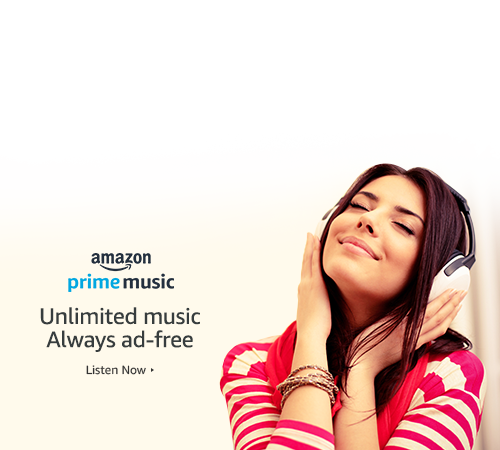 amazon
prime music
Unlimited music
Always ad-free
Listen Now ▸